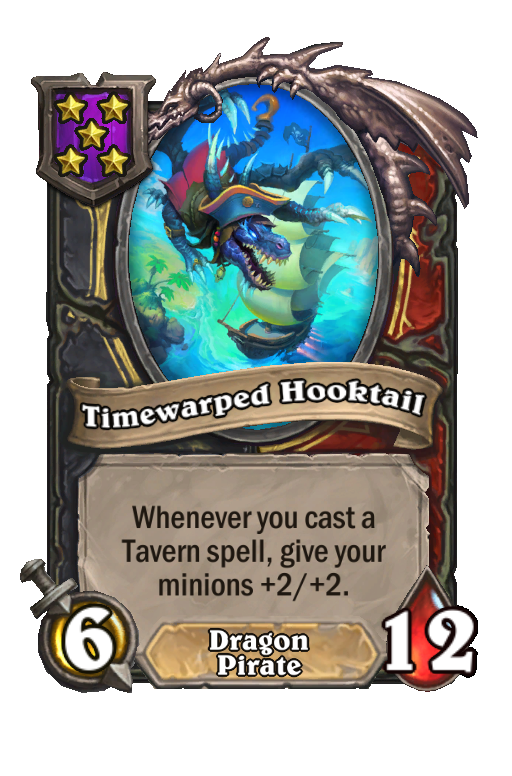 Timewarped Hooktail
Whenever you cast a
Tavern spell, give your
minions +2/+2.
6
Dragon
Pirate
12